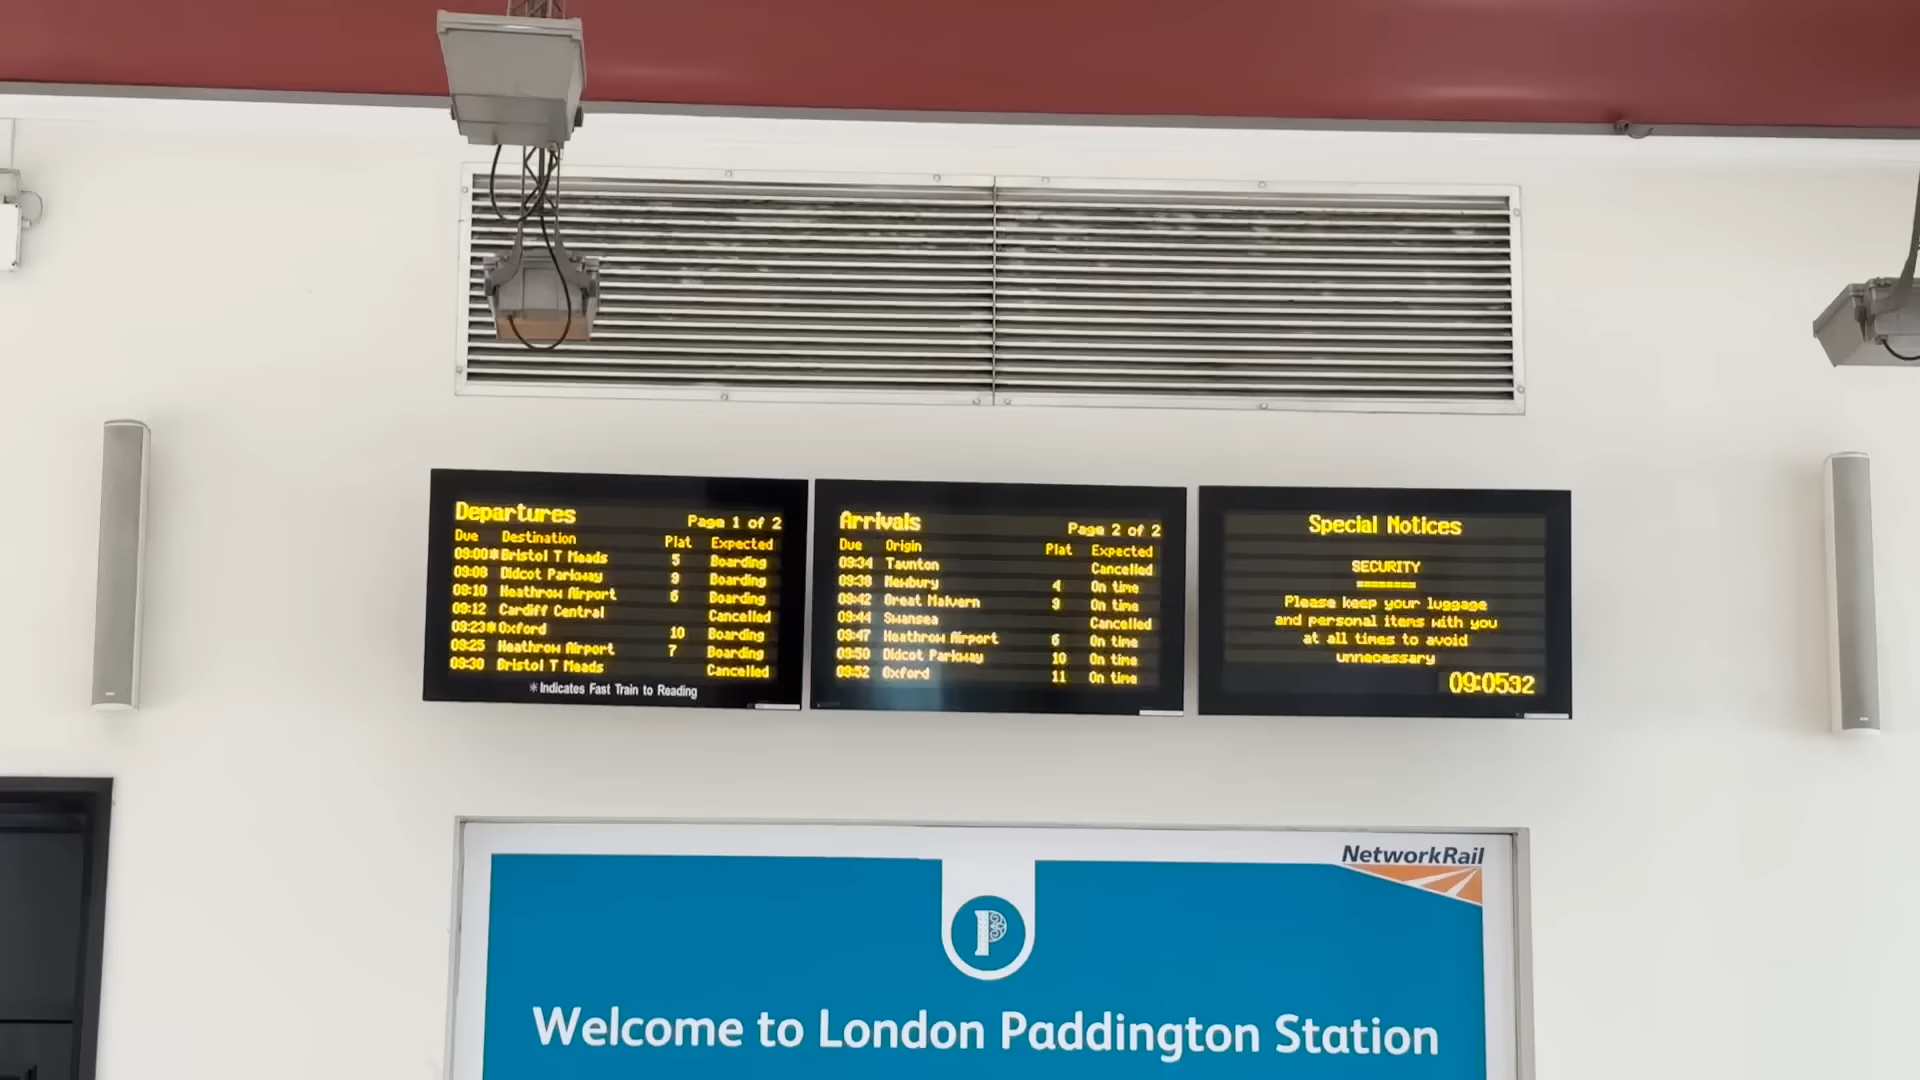 Departures
Page 1 of 2
Due Destination Plat Expected
09:00*Bristol T Meads 5 Boarding
09:08 Didcot Parkway 9 Boarding
09:10 Heathrow Airport 6 Boarding
09:12 Cardiff Central Cancelled
09:23*Oxford 10 Boarding
09:25 Heathrow Airport 7 Boarding
09:30 Bristol T Meads Cancelled
*Indicates Fast Train to Reading
Arrivals
Page 2 of 2
Due Origin Plat Expected
09:34 Taunton Cancelled
09:38 Newbury 4 On time
09:42 Great Malvern 9 On time
09:44 Swansea Cancelled
09:47 Heathrow Airport 6 On time
09:50 Didcot Parkway 10 On time
09:52 Oxford 11 On time
Special Notices
SECURITY
========
Please keep your luggage
and personal items with you
at all times to avoid
unnecessary
09:0532
NetworkRail
P
Welcome to London Paddington Station